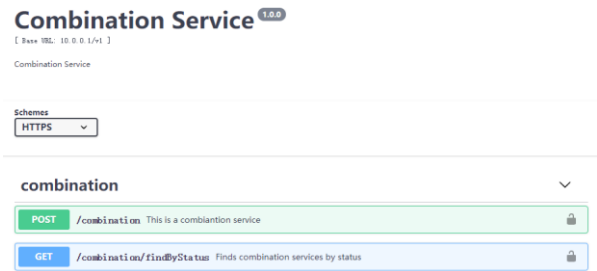 Combination Service 1.0.0
[ Base URL: 10.0.0.1/v1 ]
Combination Service
Schemes
HTTPS
combination
POST /combination This is a combiantion service
GET /combination/findByStatus Finds combination services by status